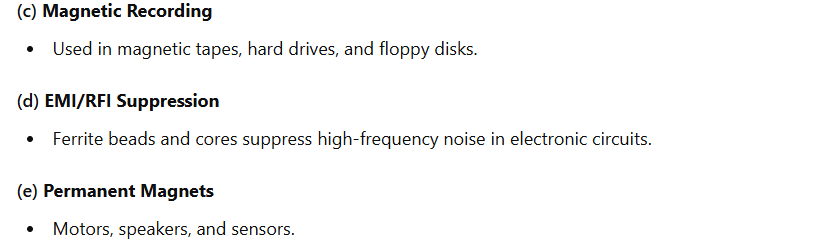 (c) Magnetic Recording
• Used in magnetic tapes, hard drives, and floppy disks.
(d) EMI/RFI Suppression
• Ferrite beads and cores suppress high-frequency noise in electronic circuits.
(e) Permanent Magnets
• Motors, speakers, and sensors.